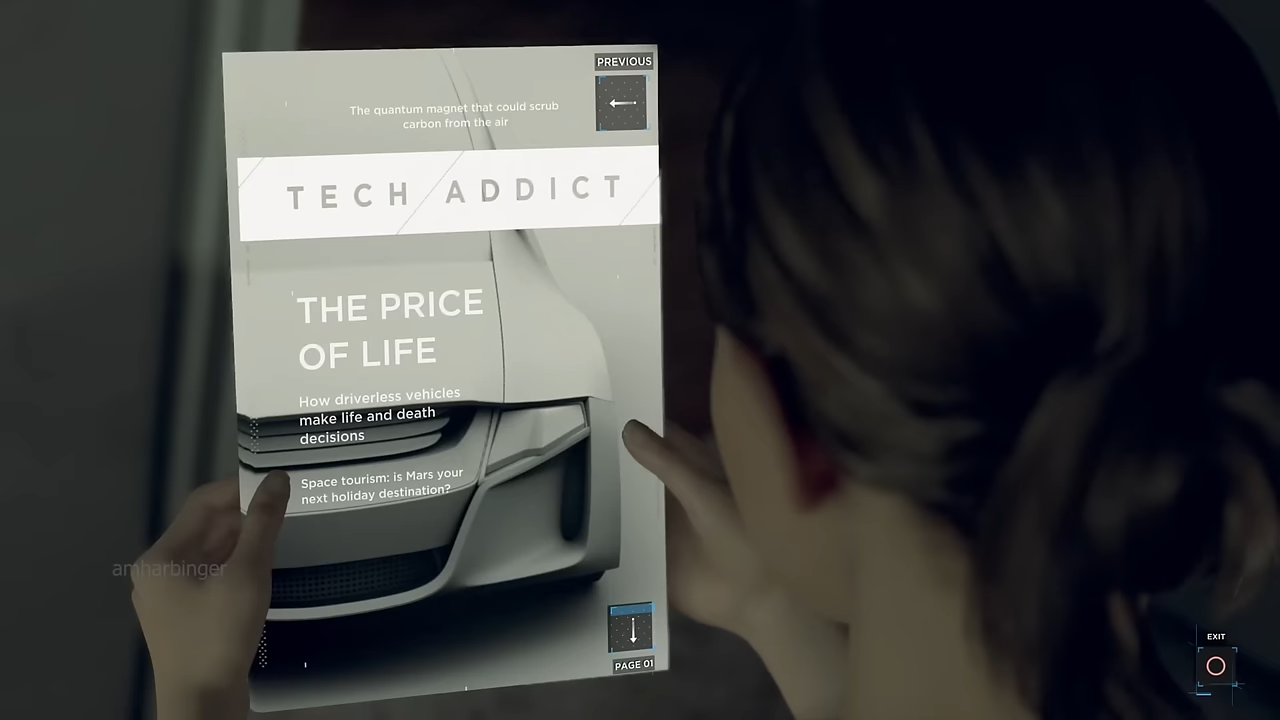 PREVIOUS
The quantum magnet that could scrub
carbon from the air
TECH ADDICT
THE PRICE
OF LIFE
How driverless vehicles
make life and death
decisions
Space tourism: is Mars your
next holiday destination?
amharbinger
PAGE 01
EXIT